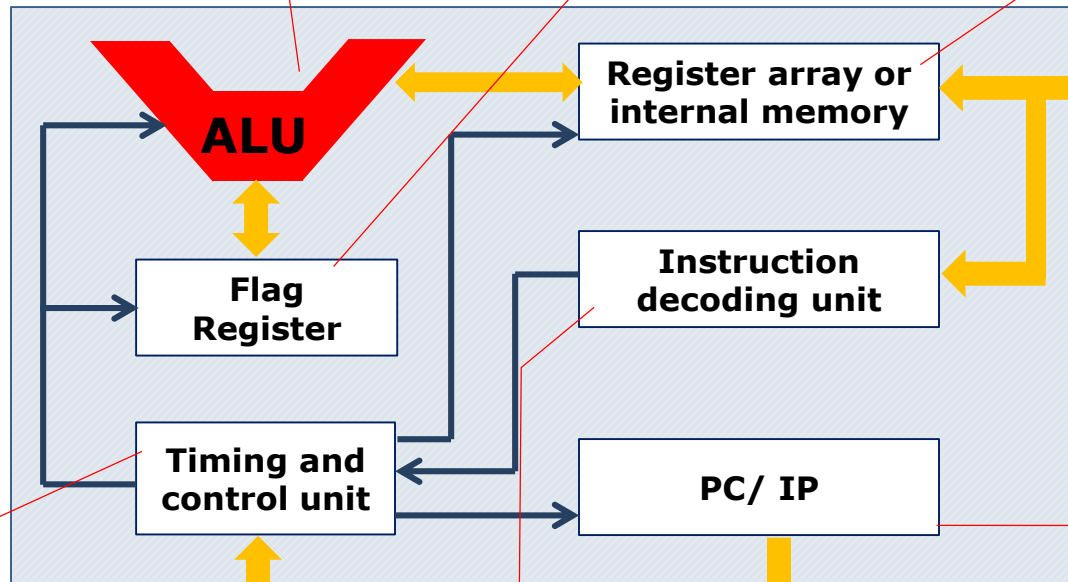 ALU
Register array or
internal memory
Flag
Register
Instruction
decoding unit
Timing and
control unit
PC/ IP